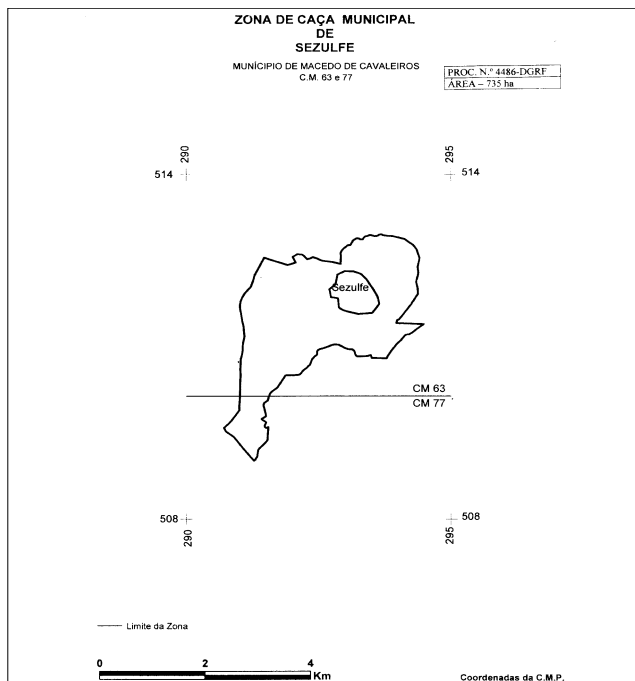 ZONA DE CAÇA MUNICIPAL
DE
SEZULFE
MUNÍCIPIO DE MACEDO DE CAVALEIROS
C.M. 63 e 77
PROC. N.º 4486-DGRF
ÁREA – 735 ha
290
295
514
514
Sezulfe
CM 63
CM 77
508
508
290
295
Limite da Zona
0 2 4
Km
Coordenadas da C.M.P.